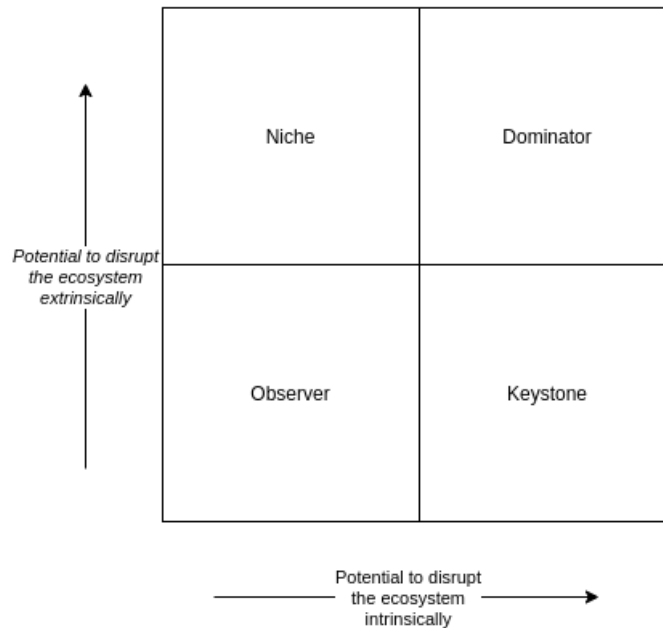 Niche
Dominator
Potential to disrupt
the ecosystem
extrinsically
Observer
Keystone
Potential to disrupt
the ecosystem
intrinsically